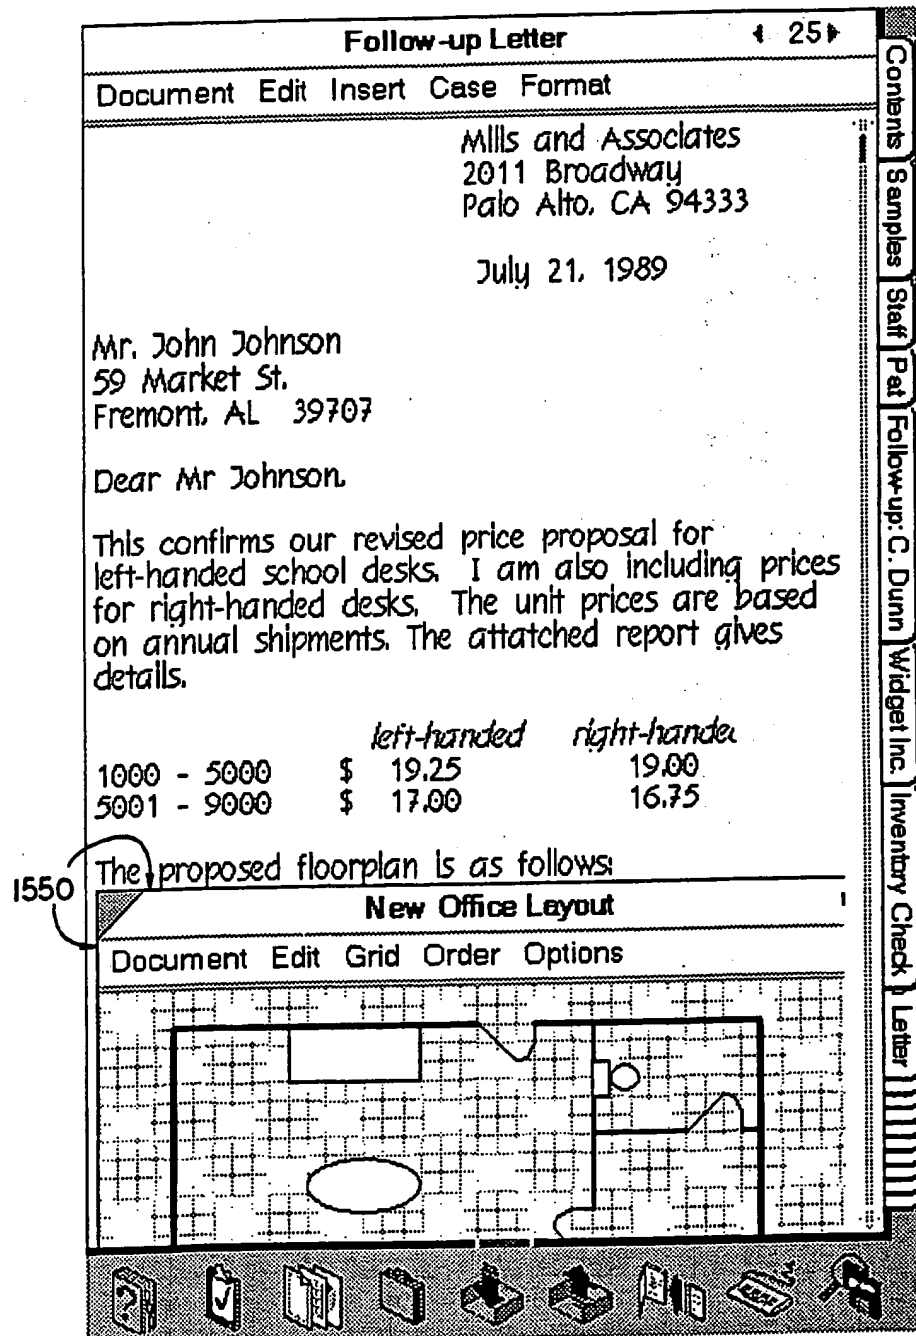 Follow-up Letter 25
Document Edit Insert Case Format
Mills and Associates
2011 Broadway
Palo Alto, CA 94333
July 21, 1989
Mr. John Johnson
59 Market St.
Fremont, AL 39707
Dear Mr Johnson,
This confirms our revised price proposal for
left-handed school desks. I am also including prices
for right-handed desks. The unit prices are based
on annual shipments. The attatched report gives
details.
left-handed right-hande
1000 - 5000 $ 19.25 19.00
5001 - 9000 $ 17.00 16.75
The proposed floorplan is as follows:
1550
New Office Layout
Document Edit Grid Order Options
Contents
Samples
Staff
Pat
Follow-up: C. Dunn
Widget Inc.
Inventory Check
Letter
?